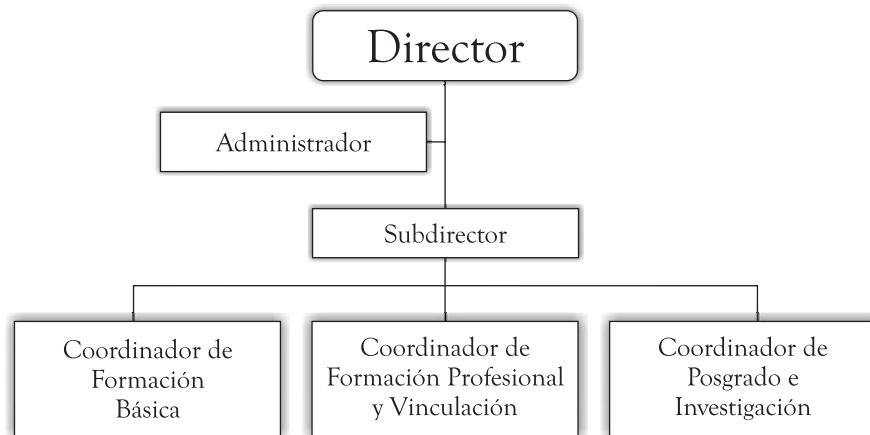 Director
Administrador
Subdirector
Coordinador de
Formación
Básica
Coordinador de
Formación Profesional
y Vinculación
Coordinador de
Posgrado e
Investigación